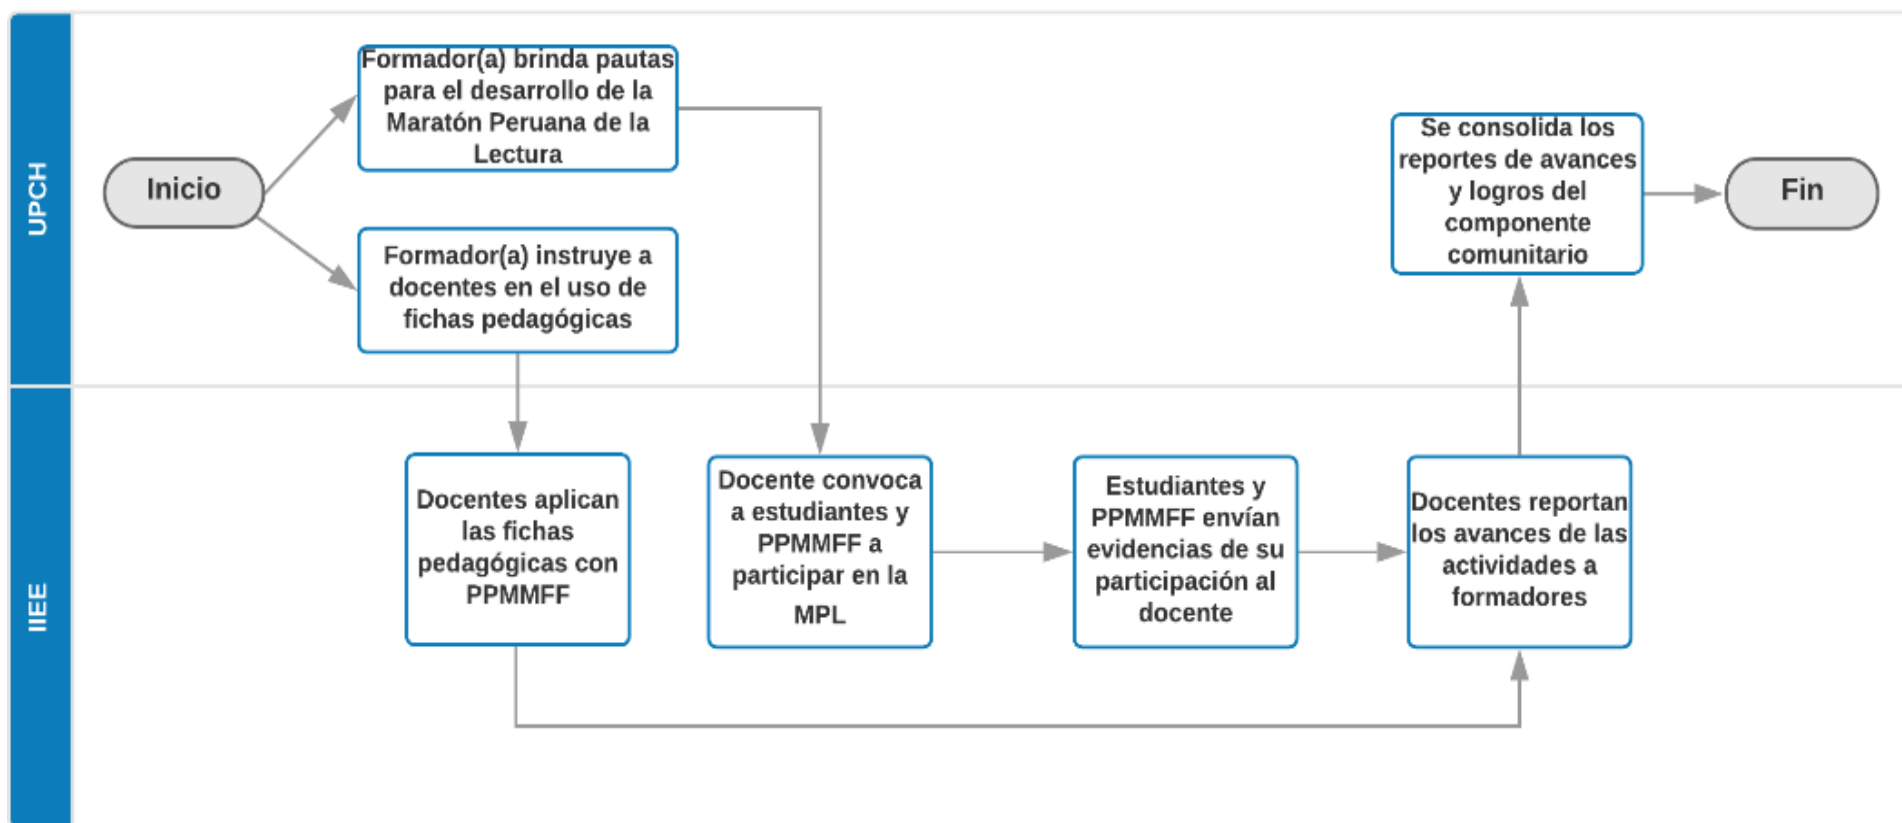 UPCH
Inicio
Formador(a) brinda pautas
para el desarrollo de la
Maratón Peruana de la
Lectura
Formador(a) instruye a
docentes en el uso de
fichas pedagógicas
Se consolida los
reportes de avances
y logros del
componente
comunitario
Fin
IIEE
Docentes aplican
las fichas
pedagógicas con
PPMMFF
Docente convoca
a estudiantes y
PPMMFF a
participar en la
MPL
Estudiantes y
PPMMFF envían
evidencias de su
participación al
docente
Docentes reportan
los avances de las
actividades a
formadores